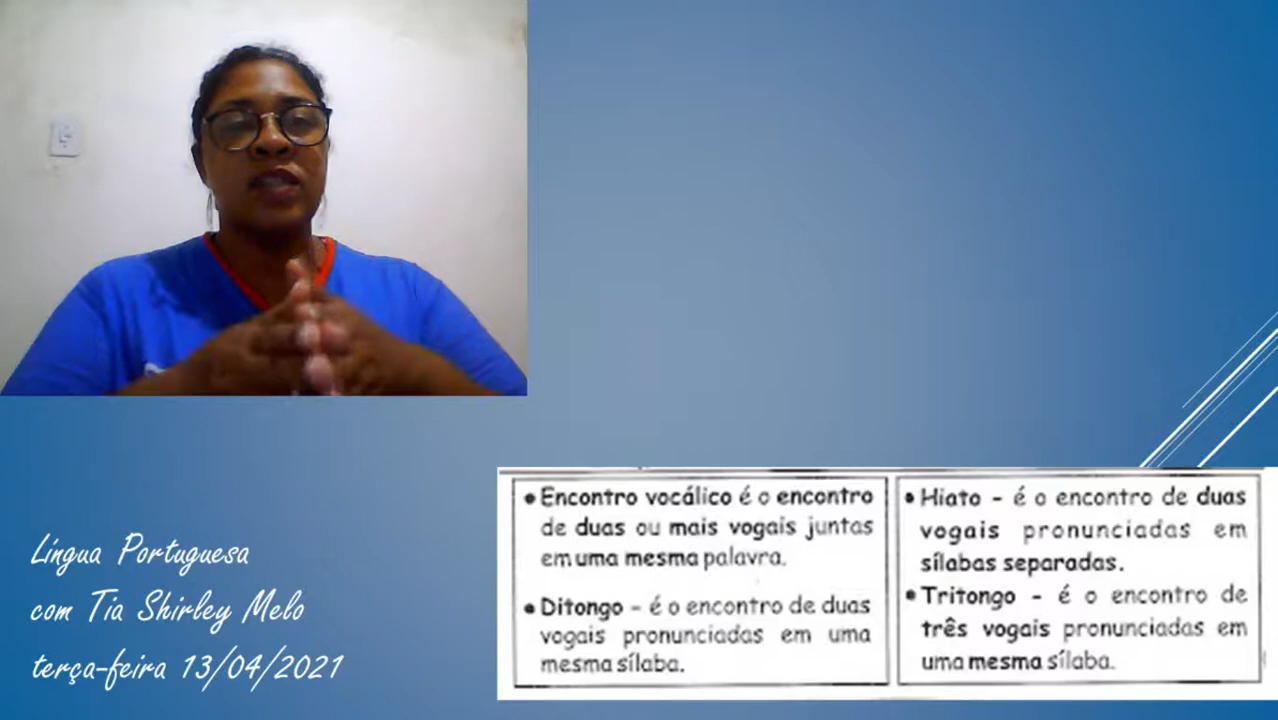 Língua Portuguesa
com Tia Shirley Melo
terça-feira 13/04/2021
• Encontro vocálico é o encontro
de duas ou mais vogais juntas
em uma mesma palavra.
• Ditongo - é o encontro de duas
vogais pronunciadas em uma
mesma sílaba.
• Hiato - é o encontro de duas
vogais pronunciadas em
sílabas separadas.
• Tritongo - é o encontro de
três vogais pronunciadas em
uma mesma sílaba.